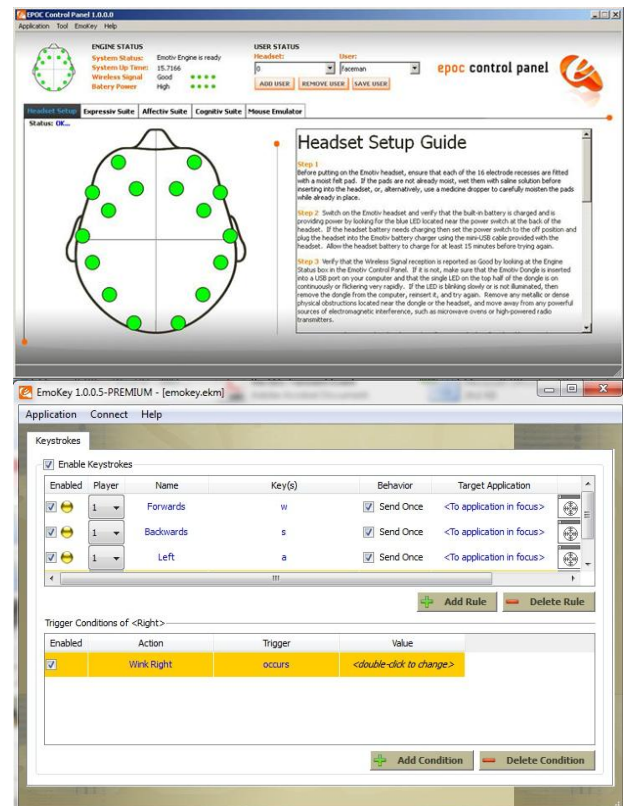 EPOC Control Panel 1.0.0.0
Application Tool EmoKey Help
ENGINE STATUS
System Status: Emotiv Engine is ready
System Up Time: 15.7166
Wireless Signal Good
Batery Power High
USER STATUS
Headset: User:
0 faceman
ADD USER REMOVE USER SAVE USER
epoc control panel
Headset Setup Expressiv Suite Affectiv Suite Cognitiv Suite Mouse Emulator
Status: OK...
Headset Setup Guide
Step 1
Before putting on the Emotiv headset, ensure that each of the 16 electrode recesses are fitted
with a moist felt pad. If the pads are not already moist, wet them with saline solution before
inserting into the headset, or, alternatively, use a medicine dropper to carefully moisten the pads
while already in place.
Step 2 Switch on the Emotiv headset and verify that the built-in battery is charged and is
providing power by looking for the blue LED located near the power switch at the back of the
headset. If the headset battery needs charging then set the power switch to the off position and
plug the headset into the Emotiv battery charger using the mini-USB cable provided with the
headset. Allow the headset battery to charge for at least 15 minutes before trying again.
Step 3 Verify that the Wireless Signal reception is reported as Good by looking at the Engine
Status box in the Emotiv Control Panel. If it is not, make sure that the Emotiv Dongle is inserted
into a USB port on your computer and that the single LED on the top half of the dongle is on
continuously or flickering very rapidly. If the LED is blinking slowly or is not illuminated, then
remove the dongle from the computer, reinsert it, and try again. Remove any metallic or dense
physical obstructions located near the dongle or the headset, and move away from any powerful
sources of electromagnetic interference, such as microwave ovens or high-powered radio
transmitters.
EmoKey 1.0.0.5-PREMIUM - [emokey.ekm]
Application Connect Help
Keystrokes
Enable Keystrokes
Enabled Player Name Key(s) Behavior Target Application
1 Forwards w Send Once <To application in focus>
1 Backwards s Send Once <To application in focus>
1 Left a Send Once <To application in focus>
Add Rule Delete Rule
Trigger Conditions of <Right>
Enabled Action Trigger Value
Wink Right occurs <double-click to change>
Add Condition Delete Condition